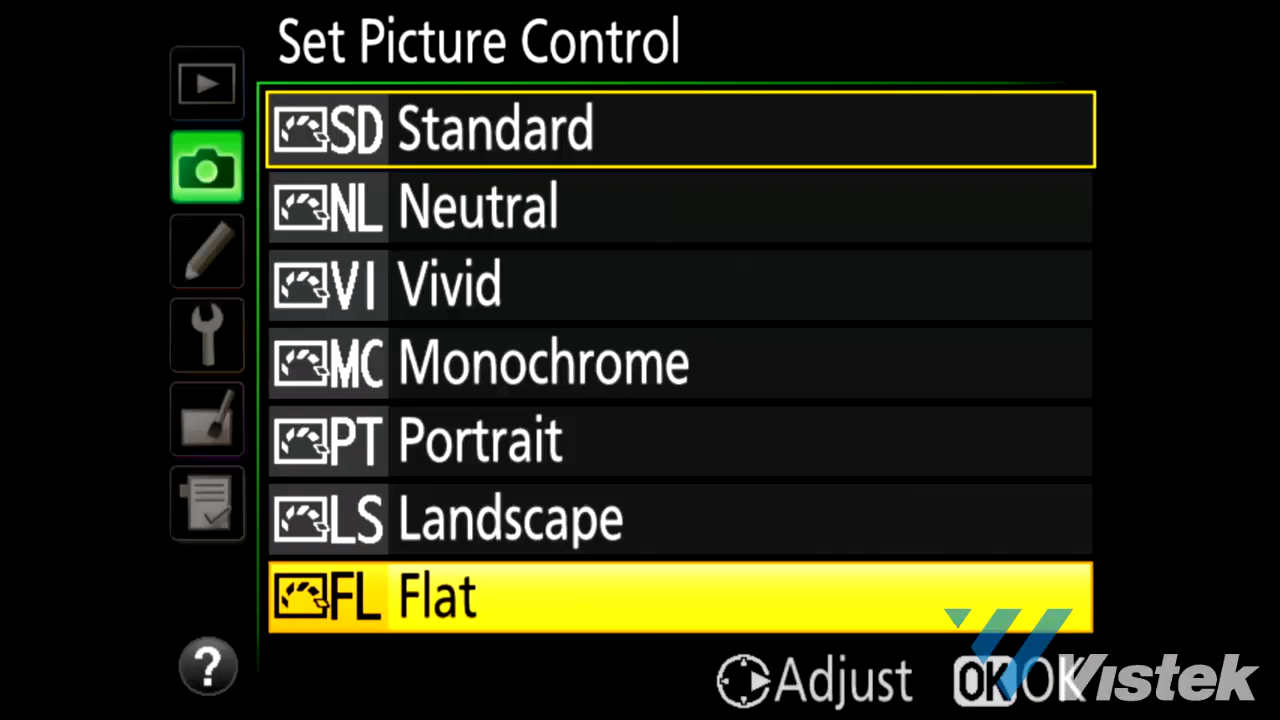 Set Picture Control
SD Standard
NL Neutral
VI Vivid
MC Monochrome
PT Portrait
LS Landscape
FL Flat
? Adjust OK OK
Vistek